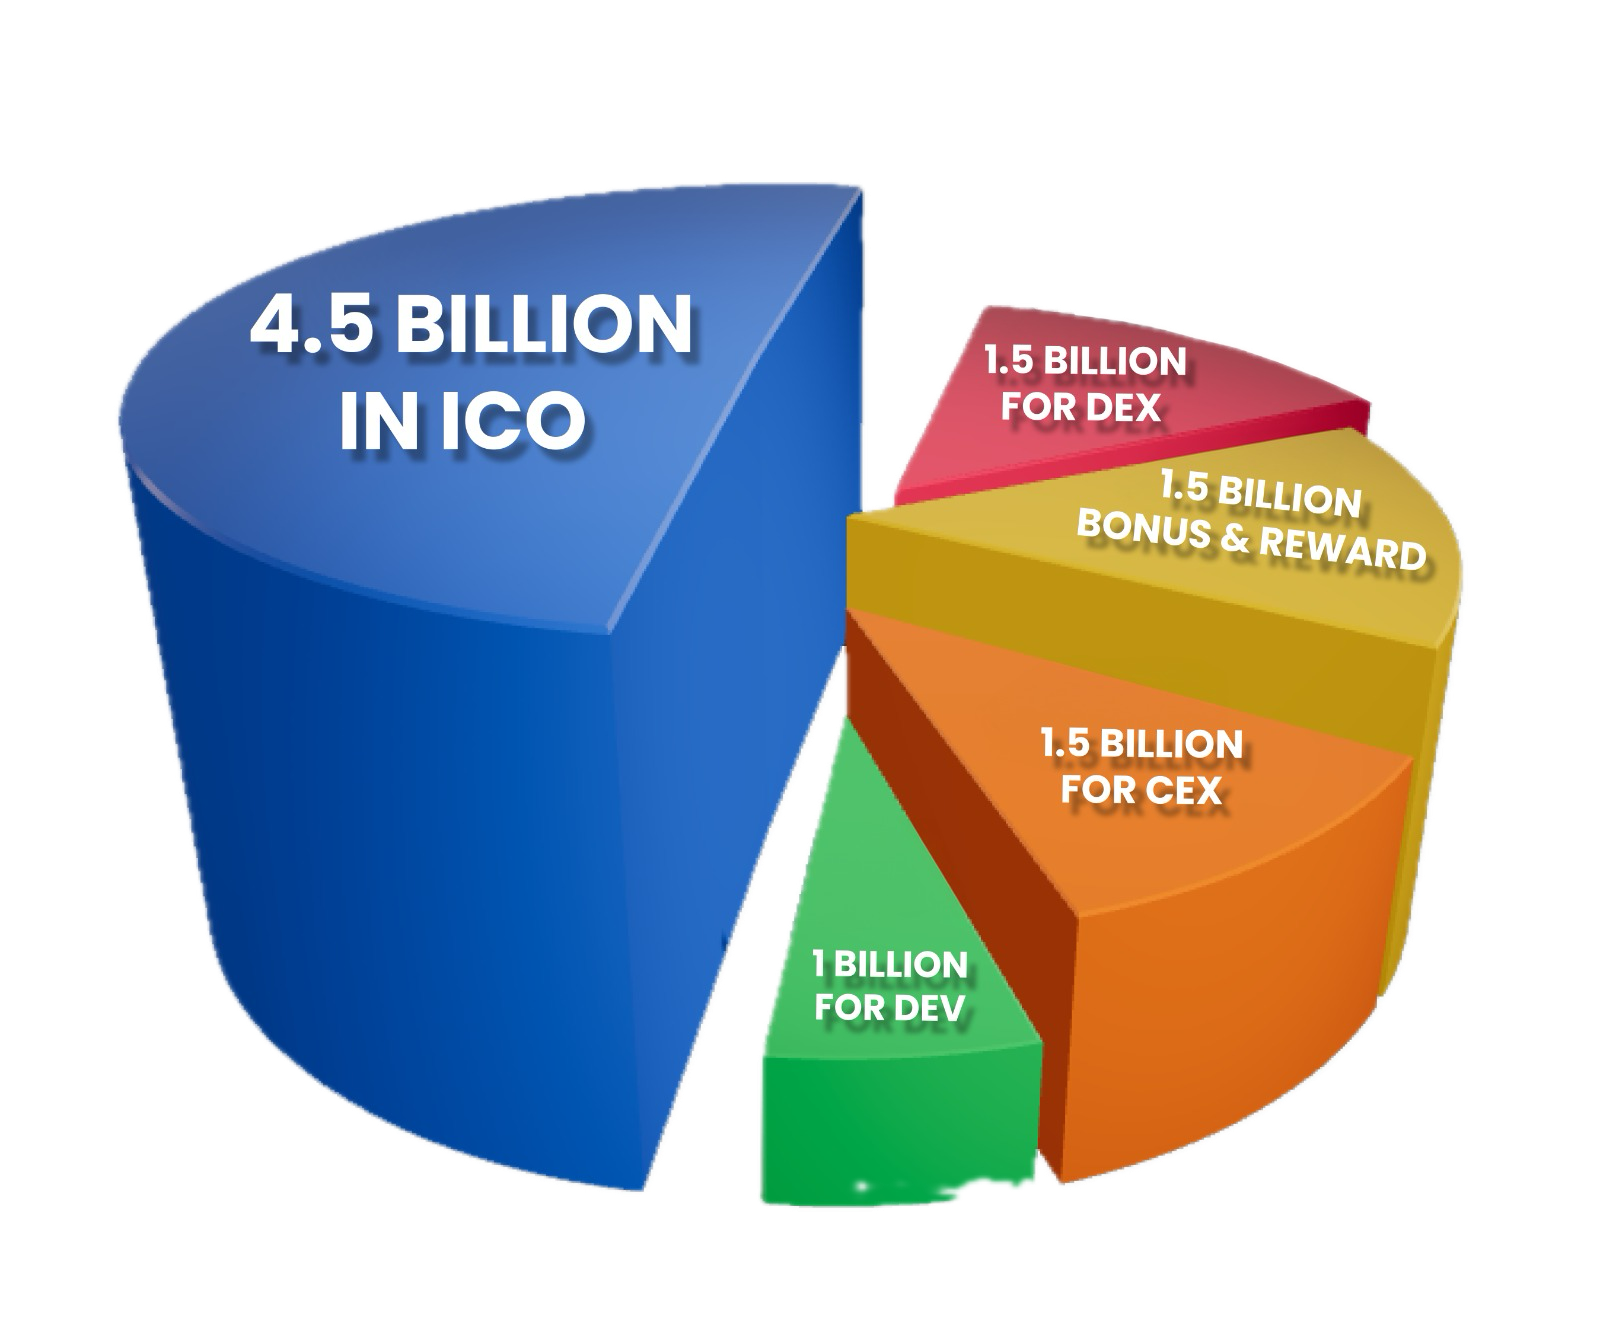 4.5 BILLION
IN ICO
1.5 BILLION
FOR DEX
1.5 BILLION
BONUS & REWARD
1.5 BILLION
FOR CEX
1 BILLION
FOR DEV